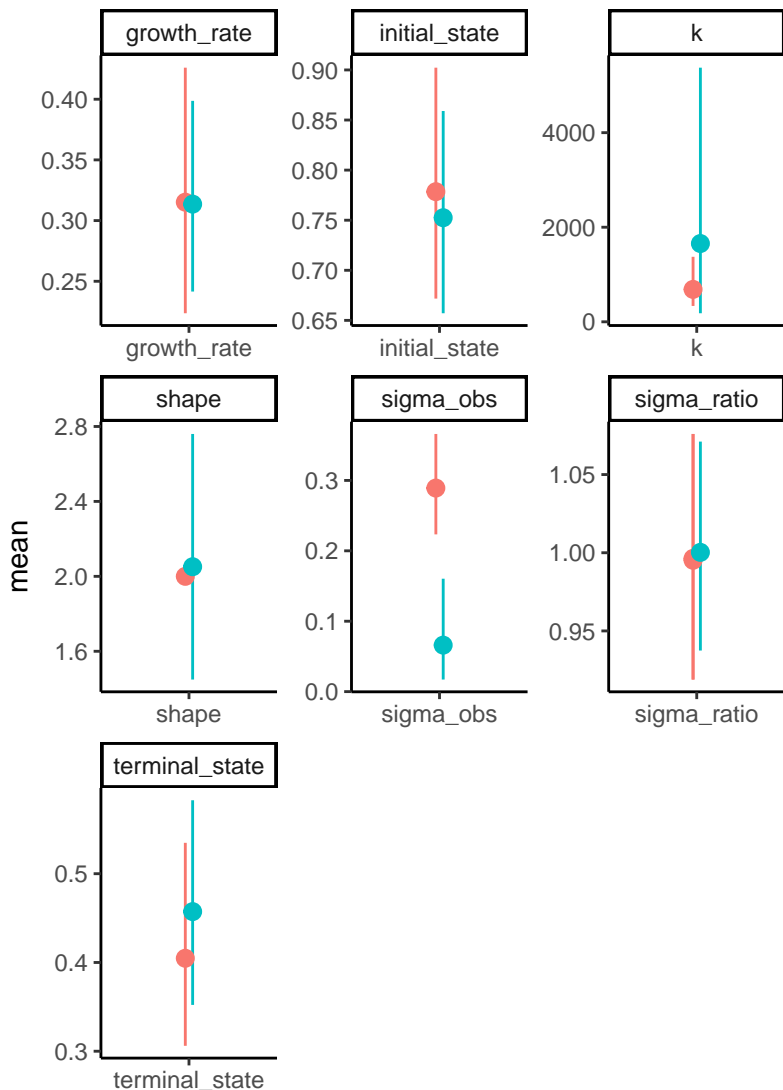 growth_rate
initial_state
k
0.40
0.35
0.30
0.25
0.90
0.85
0.80
0.75
0.70
0.65
4000
2000
0
growth_rate
initial_state
k
mean
shape
sigma_obs
sigma_ratio
2.8
2.4
2.0
1.6
0.3
0.2
0.1
0.0
1.05
1.00
0.95
shape
sigma_obs
sigma_ratio
terminal_state
0.5
0.4
0.3
terminal_state